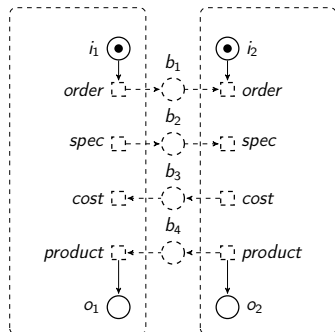 i₁ i₂
b₁
order order
b₂
spec spec
b₃
cost cost
b₄
product product
o₁ o₂